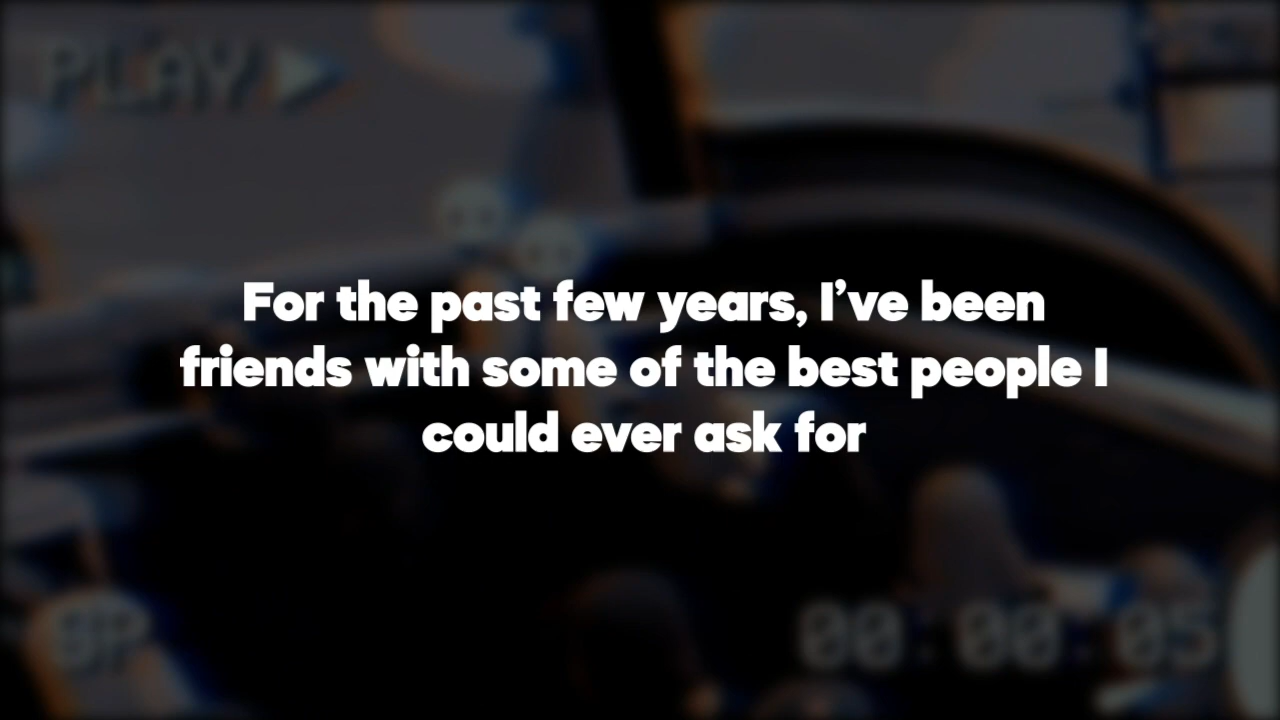 PLAY
For the past few years, I’ve been
friends with some of the best people I
could ever ask for
SP
00:00:05